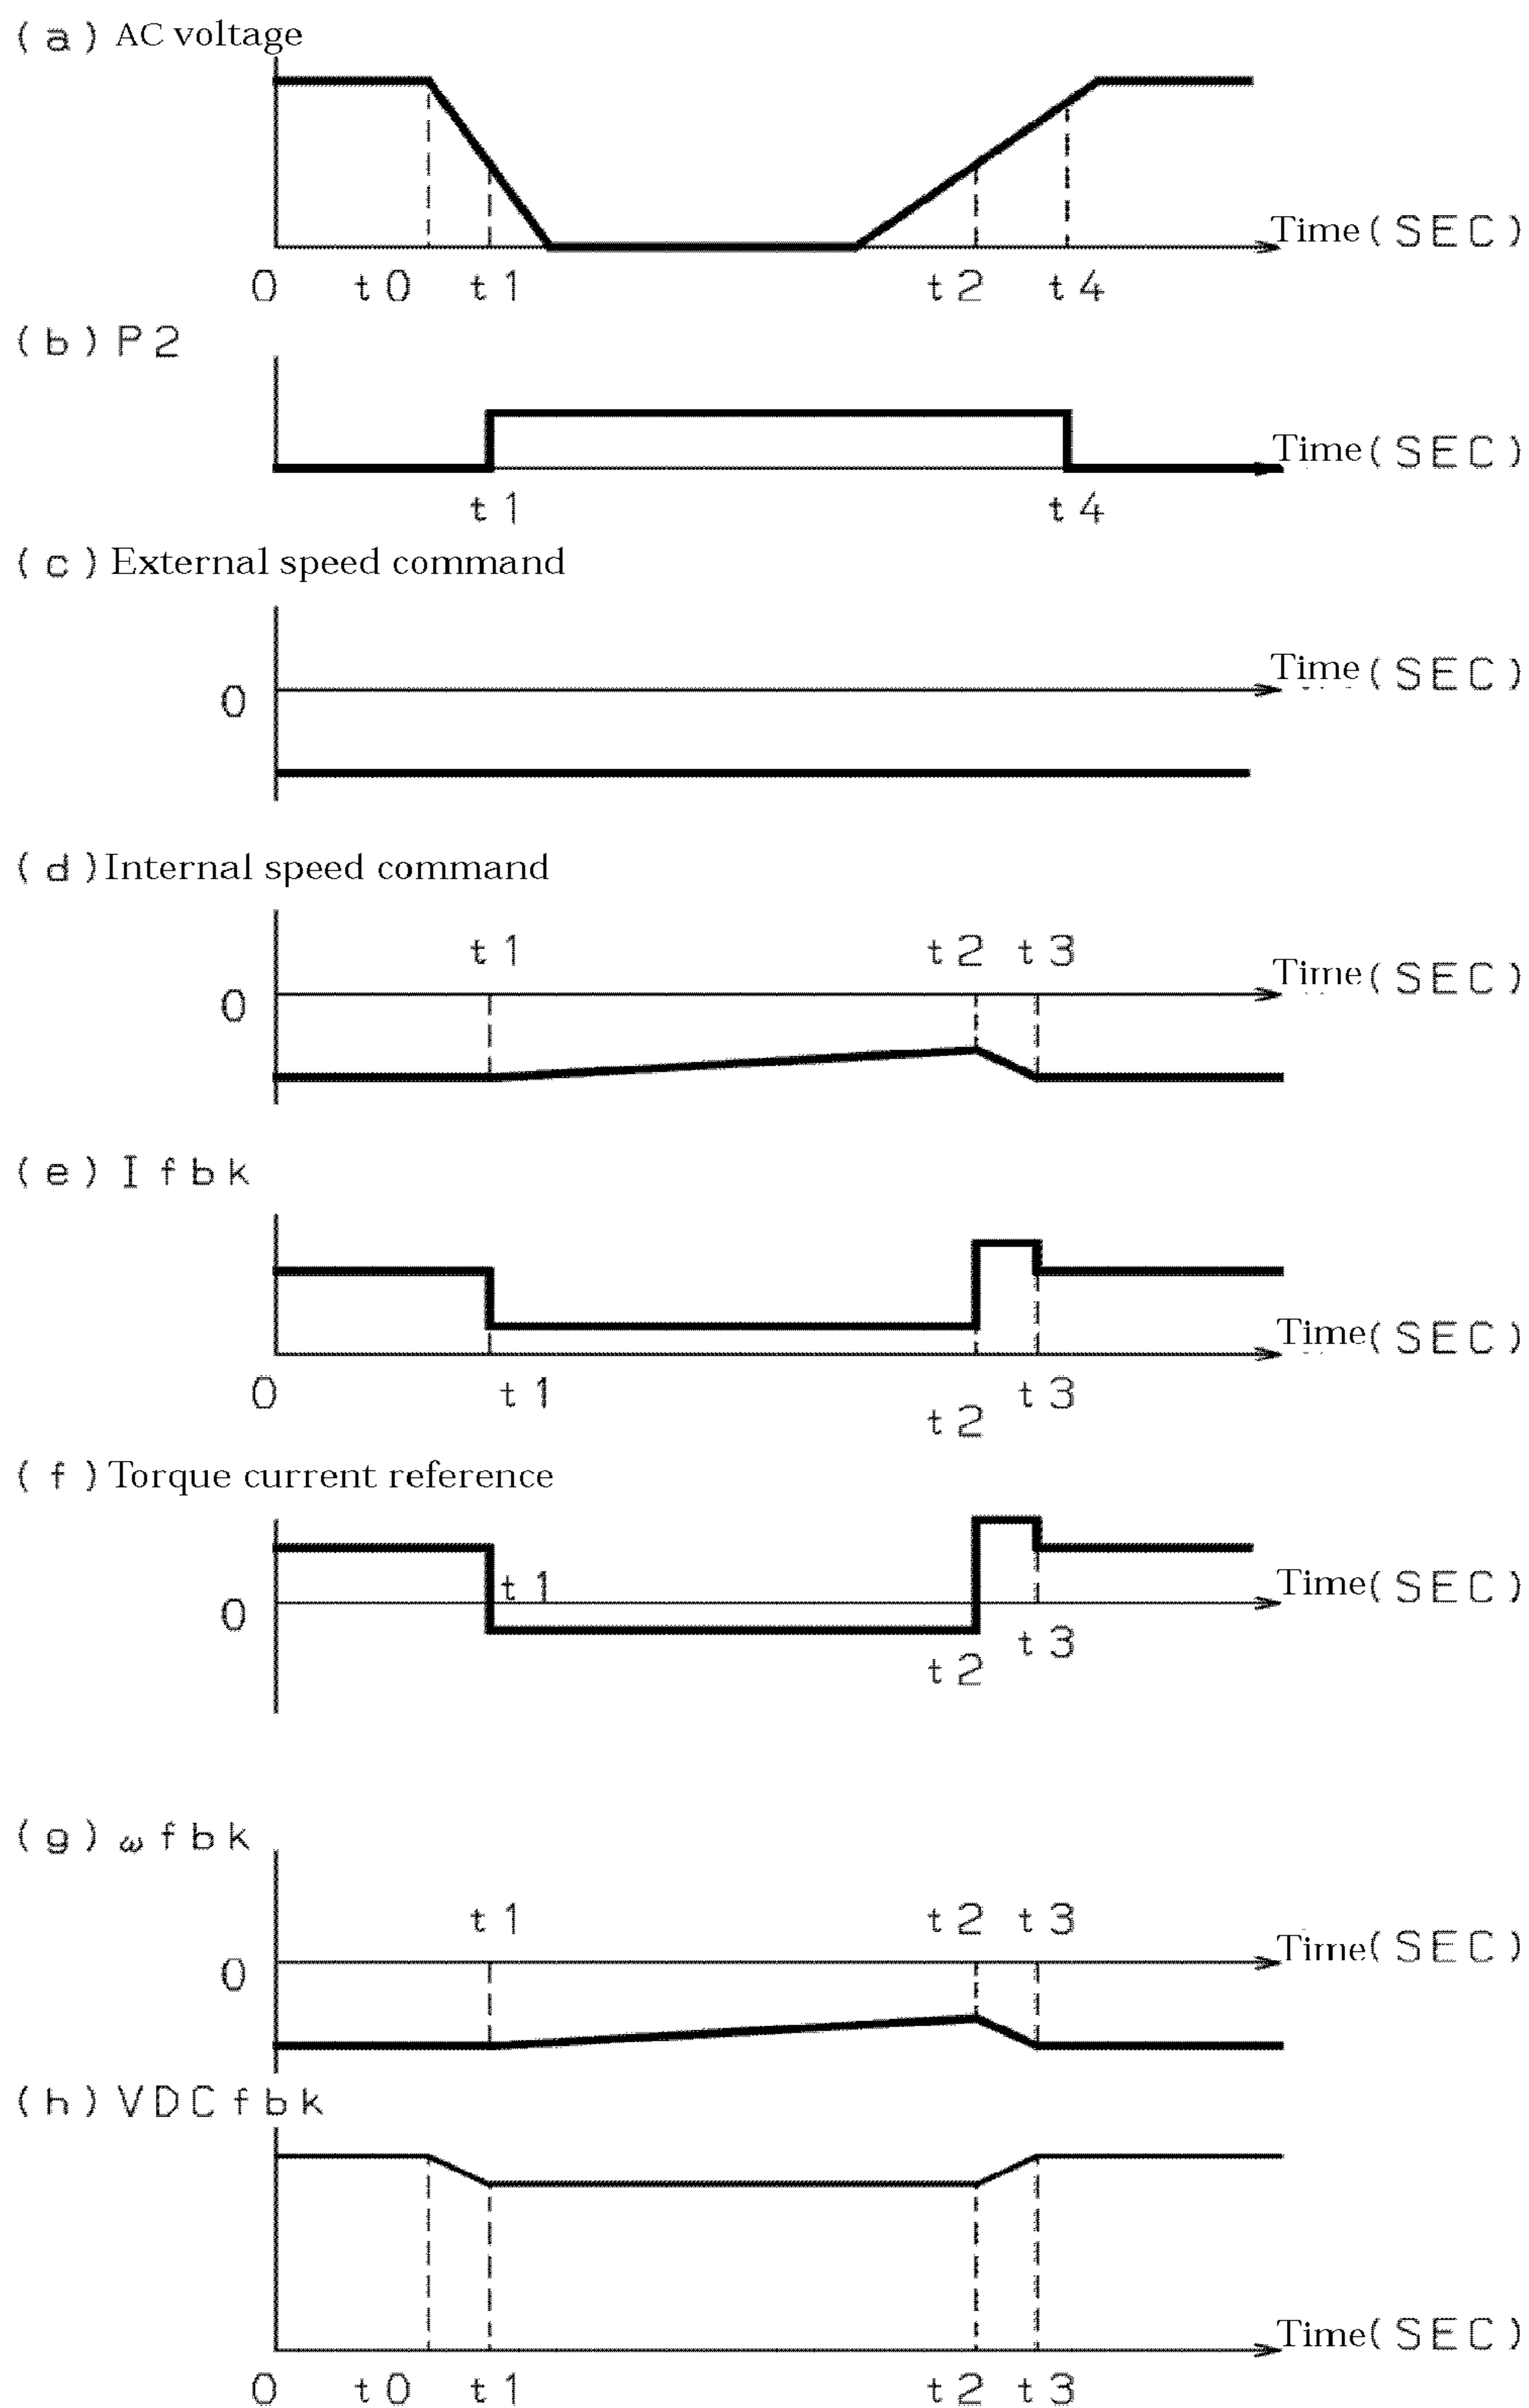 (a) AC voltage
Time(SEC)
0 t0 t1 t2 t4
(b) P2
Time(SEC)
t1 t4
(c) External speed command
Time(SEC)
0
(d) Internal speed command
t1 t2 t3
Time(SEC)
0
(e) Ifbk
Time(SEC)
0 t1 t3
t2
(f) Torque current reference
t1 Time(SEC)
0
t3
t2
(g) ωfbk
t1 t2 t3
Time(SEC)
0
(h) VDCfbk
Time(SEC)
0 t0 t1 t2 t3